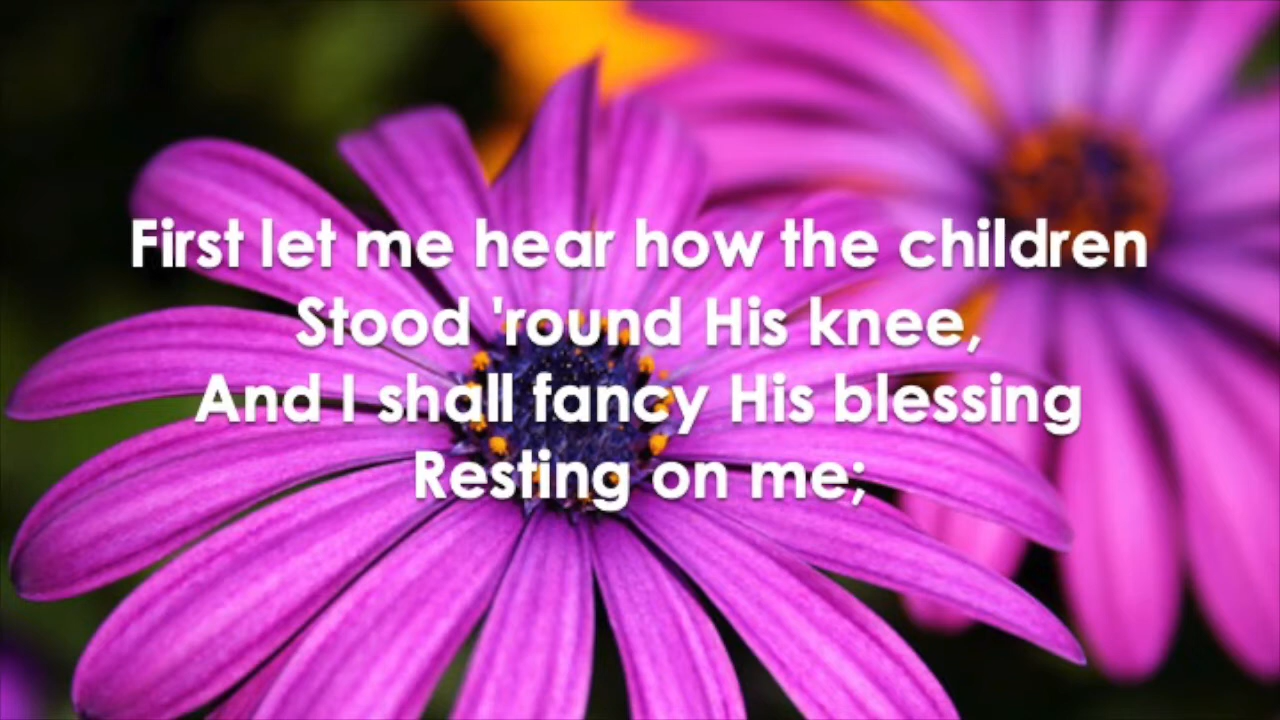 First let me hear how the children
Stood 'round His knee,
And I shall fancy His blessing
Resting on me;